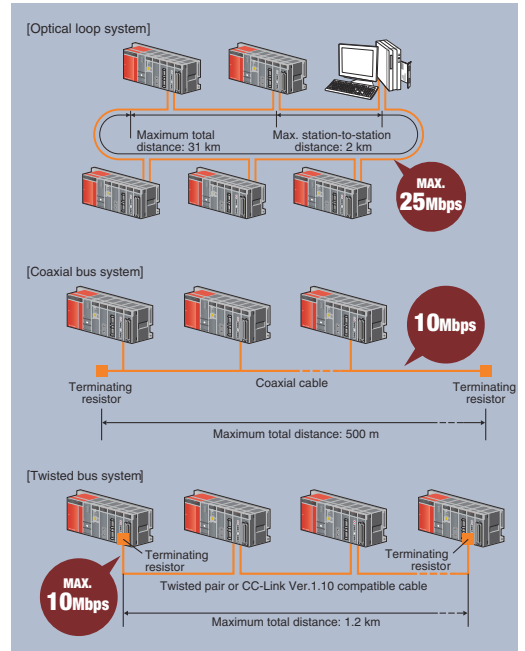 [Optical loop system]
Maximum total
distance: 31 km
Max. station-to-station
distance: 2 km
MAX.
25Mbps
[Coaxial bus system]
10Mbps
Terminating
resistor
Coaxial cable
Terminating
resistor
Maximum total distance: 500 m
[Twisted bus system]
Terminating
resistor
Terminating
resistor
MAX.
10Mbps
Twisted pair or CC-Link Ver.1.10 compatible cable
Maximum total distance: 1.2 km